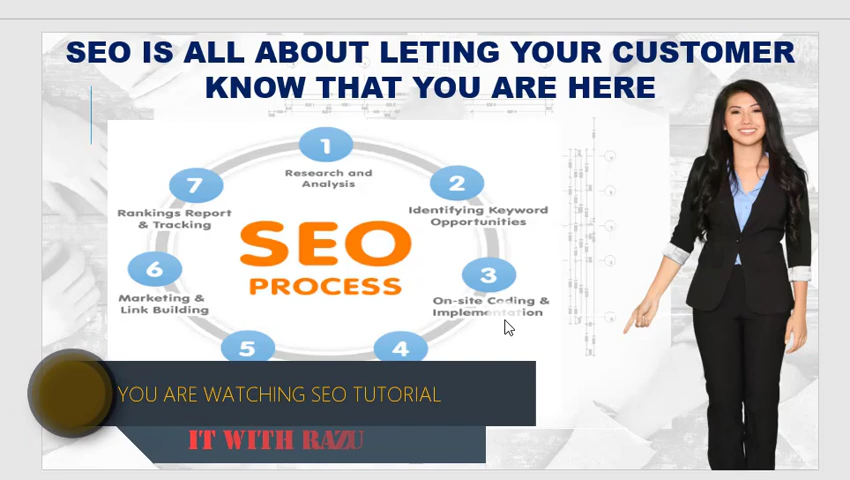 SEO IS ALL ABOUT LETING YOUR CUSTOMER
KNOW THAT YOU ARE HERE
1
Research and
Analysis
2
Identifying Keyword
Opportunities
3
On-site Coding &
Implementation
4
5
6
Marketing &
Link Building
7
Rankings Report
& Tracking
SEO
PROCESS
YOU ARE WATCHING SEO TUTORIAL
IT WITH RAZU